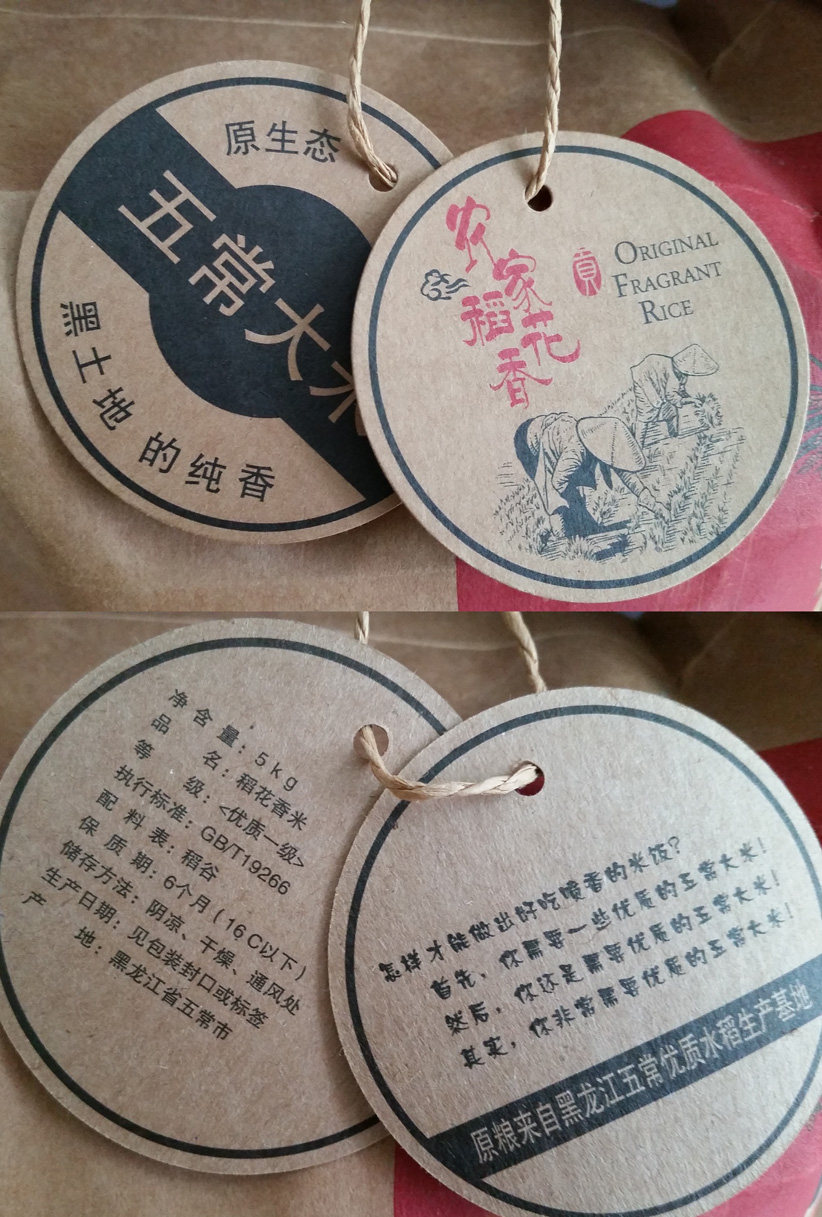 原生态
五常大米
黑土地的纯香
农家
稻花香
貢
ORIGINAL
FRAGRANT
RICE
净含量：5kg
品名：稻花香米
等级：<优质一级>
执行标准：GB/T19266
配料表：稻谷
保质期：6个月（16C以下）
储存方法：阴凉、干燥、通风处
生产日期：见包装封口或标签
产地：黑龙江省五常市
怎样才能做出好吃喷香的米饭？
首先，你需要一些优质的五常大米！
然后，你还是需要优质的五常大米！
其实，你非常需要优质的五常大米！
原粮来自黑龙江五常优质水稻生产基地